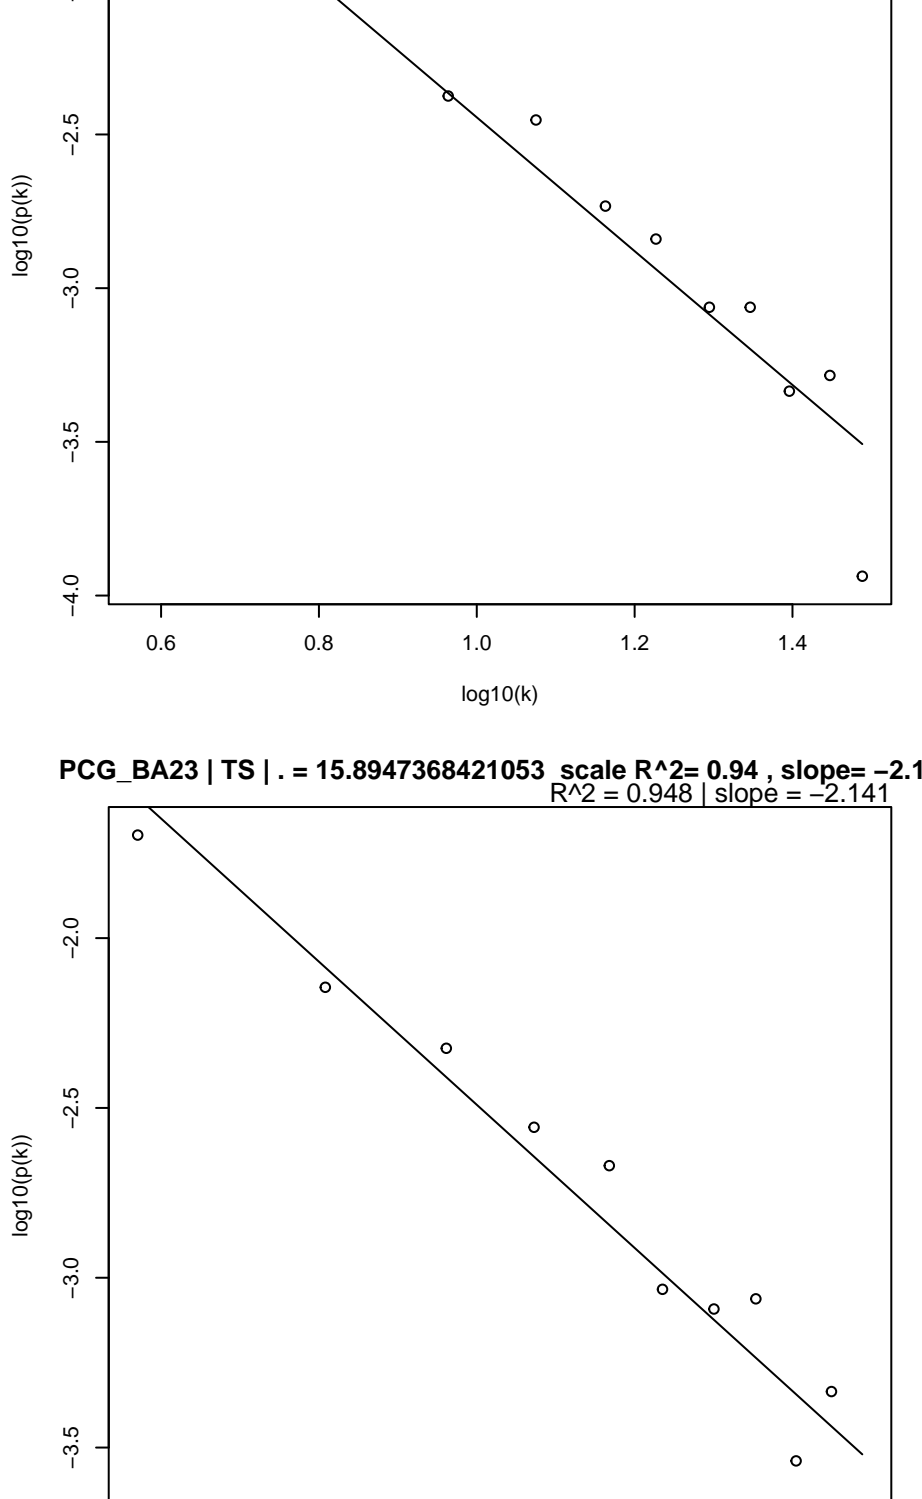 −2.5
−3.0
−3.5
−4.0
log10(p(k))
0.6 0.8 1.0 1.2 1.4
log10(k)
PCG_BA23 | TS | . = 15.8947368421053 scale R^2= 0.94 , slope= −2.1
R^2 = 0.948 | slope = −2.141
−2.0
−2.5
−3.0
−3.5
log10(p(k))